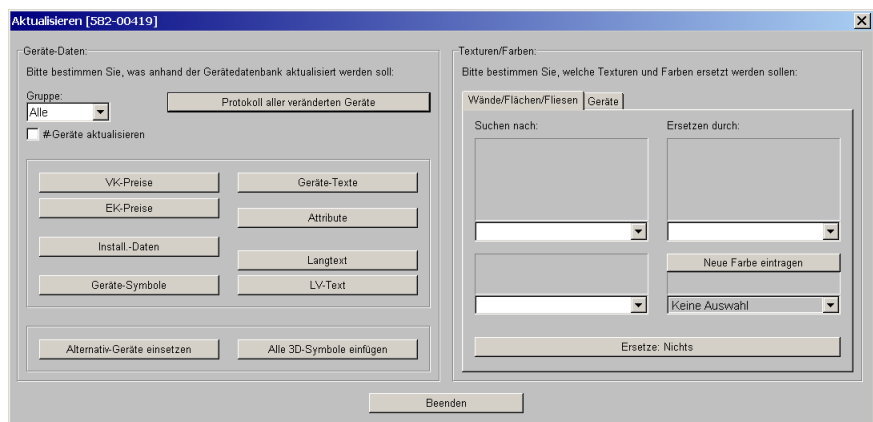 Aktualisieren [582-00419]
Geräte-Daten:
Bitte bestimmen Sie, was anhand der Gerätedatenbank aktualisiert werden soll:
Gruppe:
Alle
Protokoll aller veränderten Geräte
#-Geräte aktualisieren
VK-Preise
Geräte-Texte
EK-Preise
Attribute
Install.-Daten
Langtext
Geräte-Symbole
LV-Text
Alternativ-Geräte einsetzen
Alle 3D-Symbole einfügen
Texturen/Farben:
Bitte bestimmen Sie, welche Texturen und Farben ersetzt werden sollen:
Wände/Flächen/Fliesen
Geräte
Suchen nach:
Ersetzen durch:
Neue Farbe eintragen
Keine Auswahl
Ersetze: Nichts
Beenden